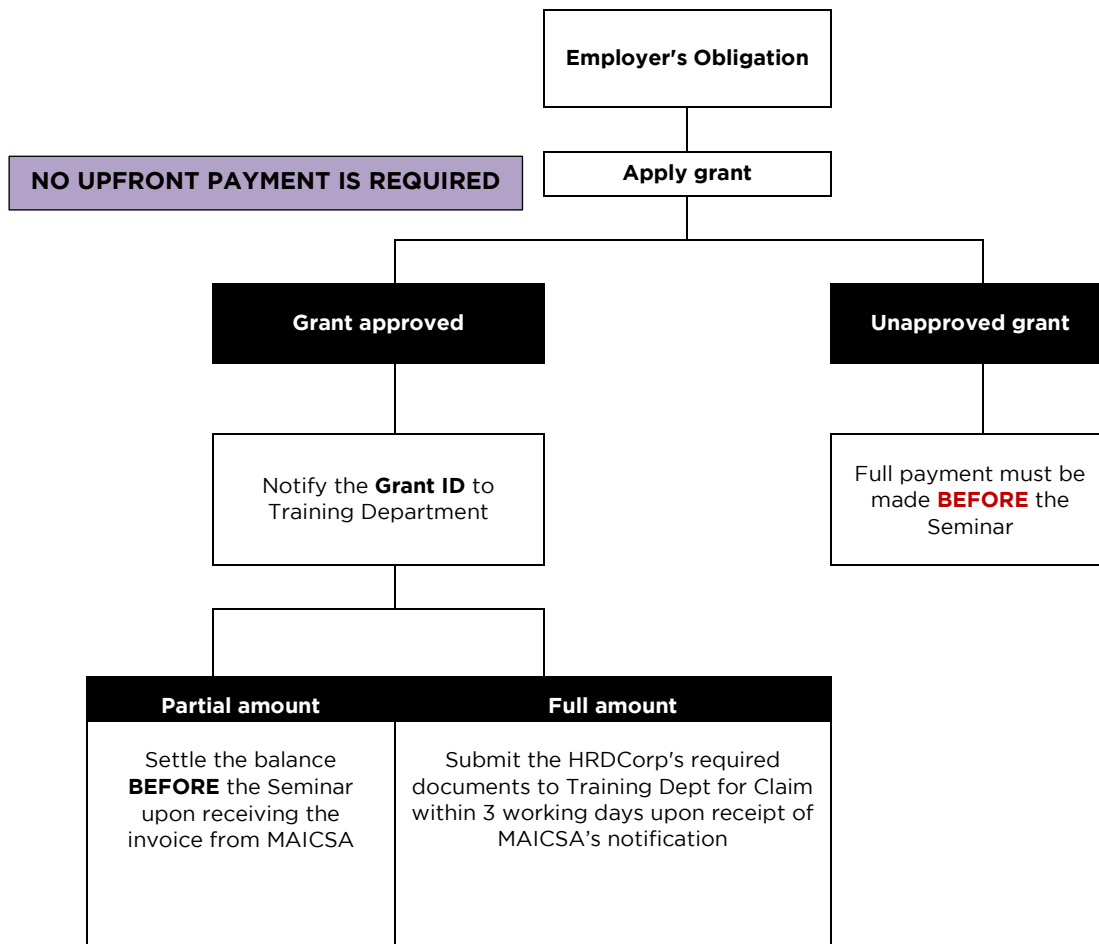 Employer's Obligation
NO UPFRONT PAYMENT IS REQUIRED
Apply grant
Grant approved
Unapproved grant
Notify the Grant ID to
Training Department
Full payment must be
made BEFORE the
Seminar
Partial amount
Full amount
Settle the balance
BEFORE the Seminar
upon receiving the
invoice from MAICSA
Submit the HRDCorp's required
documents to Training Dept for Claim
within 3 working days upon receipt of
MAICSA’s notification